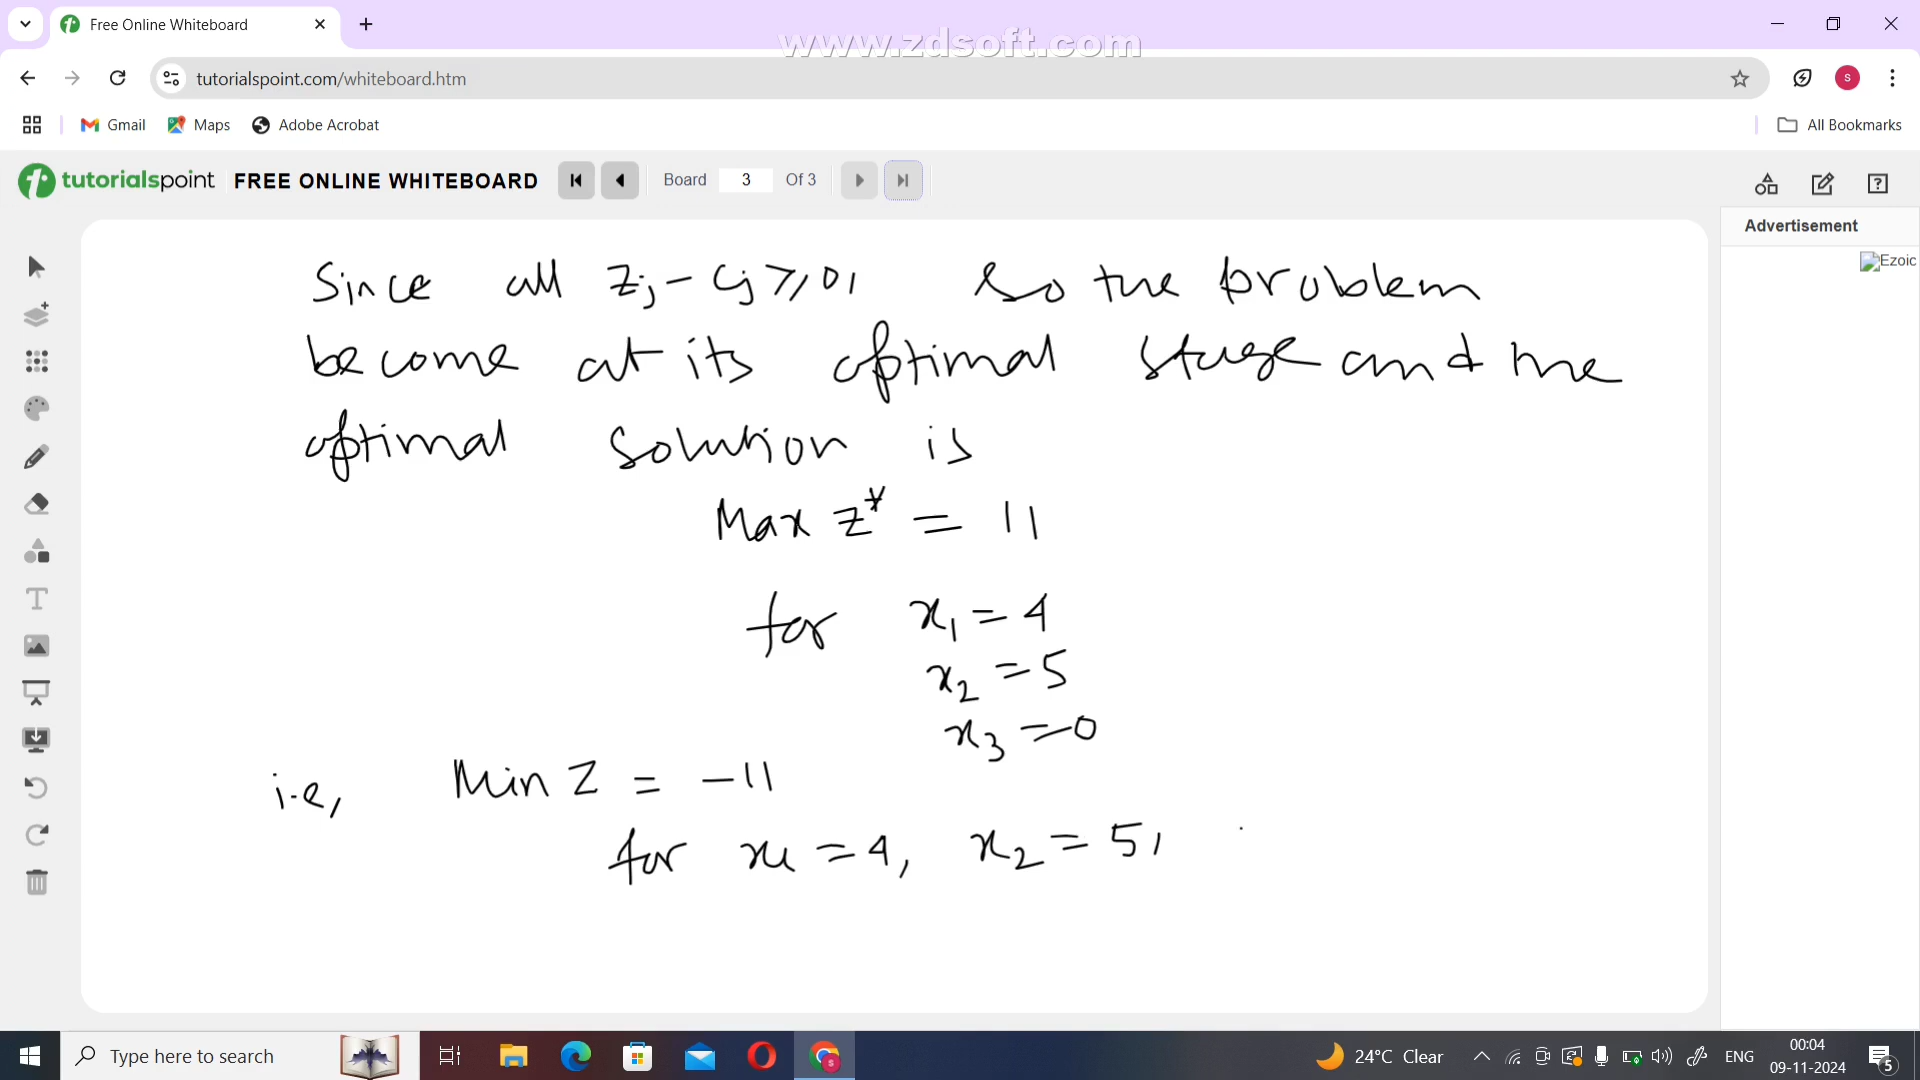 Free Online Whiteboard
www.zdsoft.com
tutorialspoint.com/whiteboard.htm
S
Gmail
Maps
Adobe Acrobat
All Bookmarks
tutorialspoint
FREE ONLINE WHITEBOARD
Board 3 Of 3
Advertisement
Ezoic
Since all Zj - Cj ≥ 0, so the problem
become at its optimal stage and the
optimal solution is
Max Z* = 11
for x1 = 4
x2 = 5
x3 = 0
i.e, Min Z = -11
for x1 = 4, x2 = 5,
Type here to search
24°C Clear
ENG
00:04
09-11-2024
5